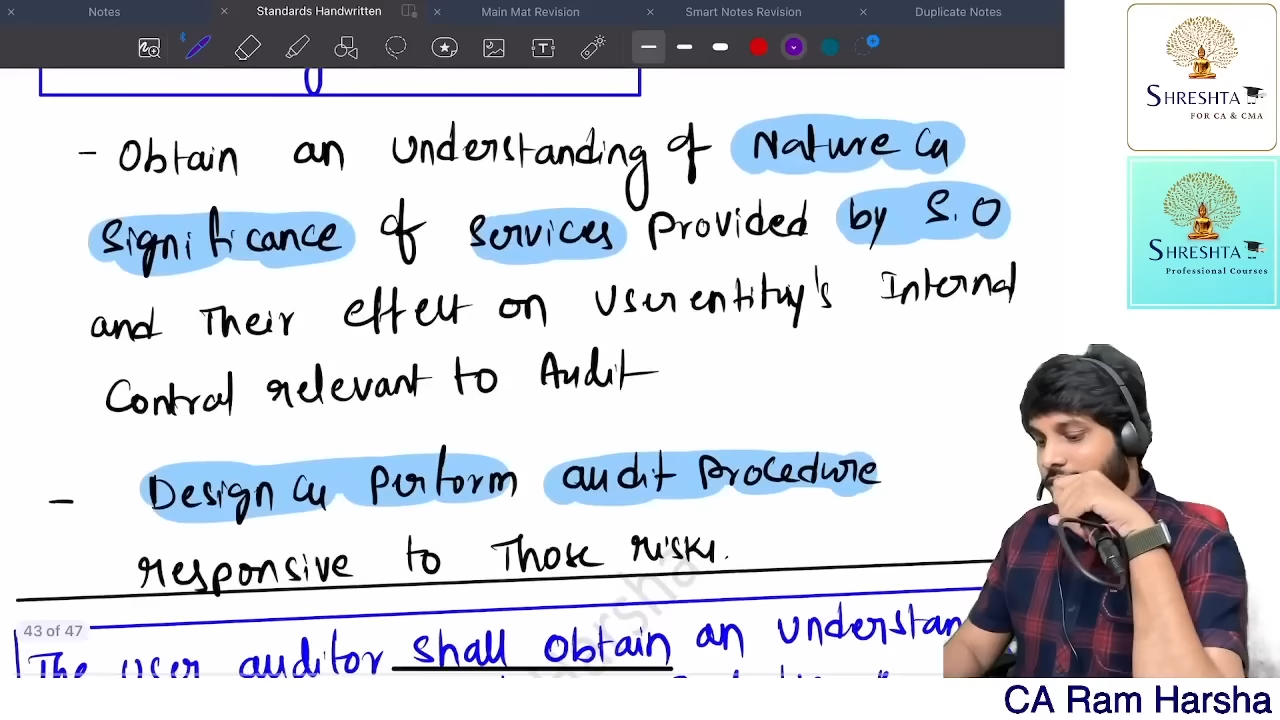 Notes Standards Handwritten Main Mat Revision Smart Notes Revision Duplicate Notes
SHRESHTA
FOR CA & CMA
- Obtain an understanding of Nature &
Significance of Services Provided by S.O
and Their effect on User entity's Internal
Control relevant to Audit
- Design & Perform audit Procedure
responsive to Those risks.
SHRESHTA
Professional Courses
43 of 47
The user auditor shall obtain an understan
CA Ram Harsha